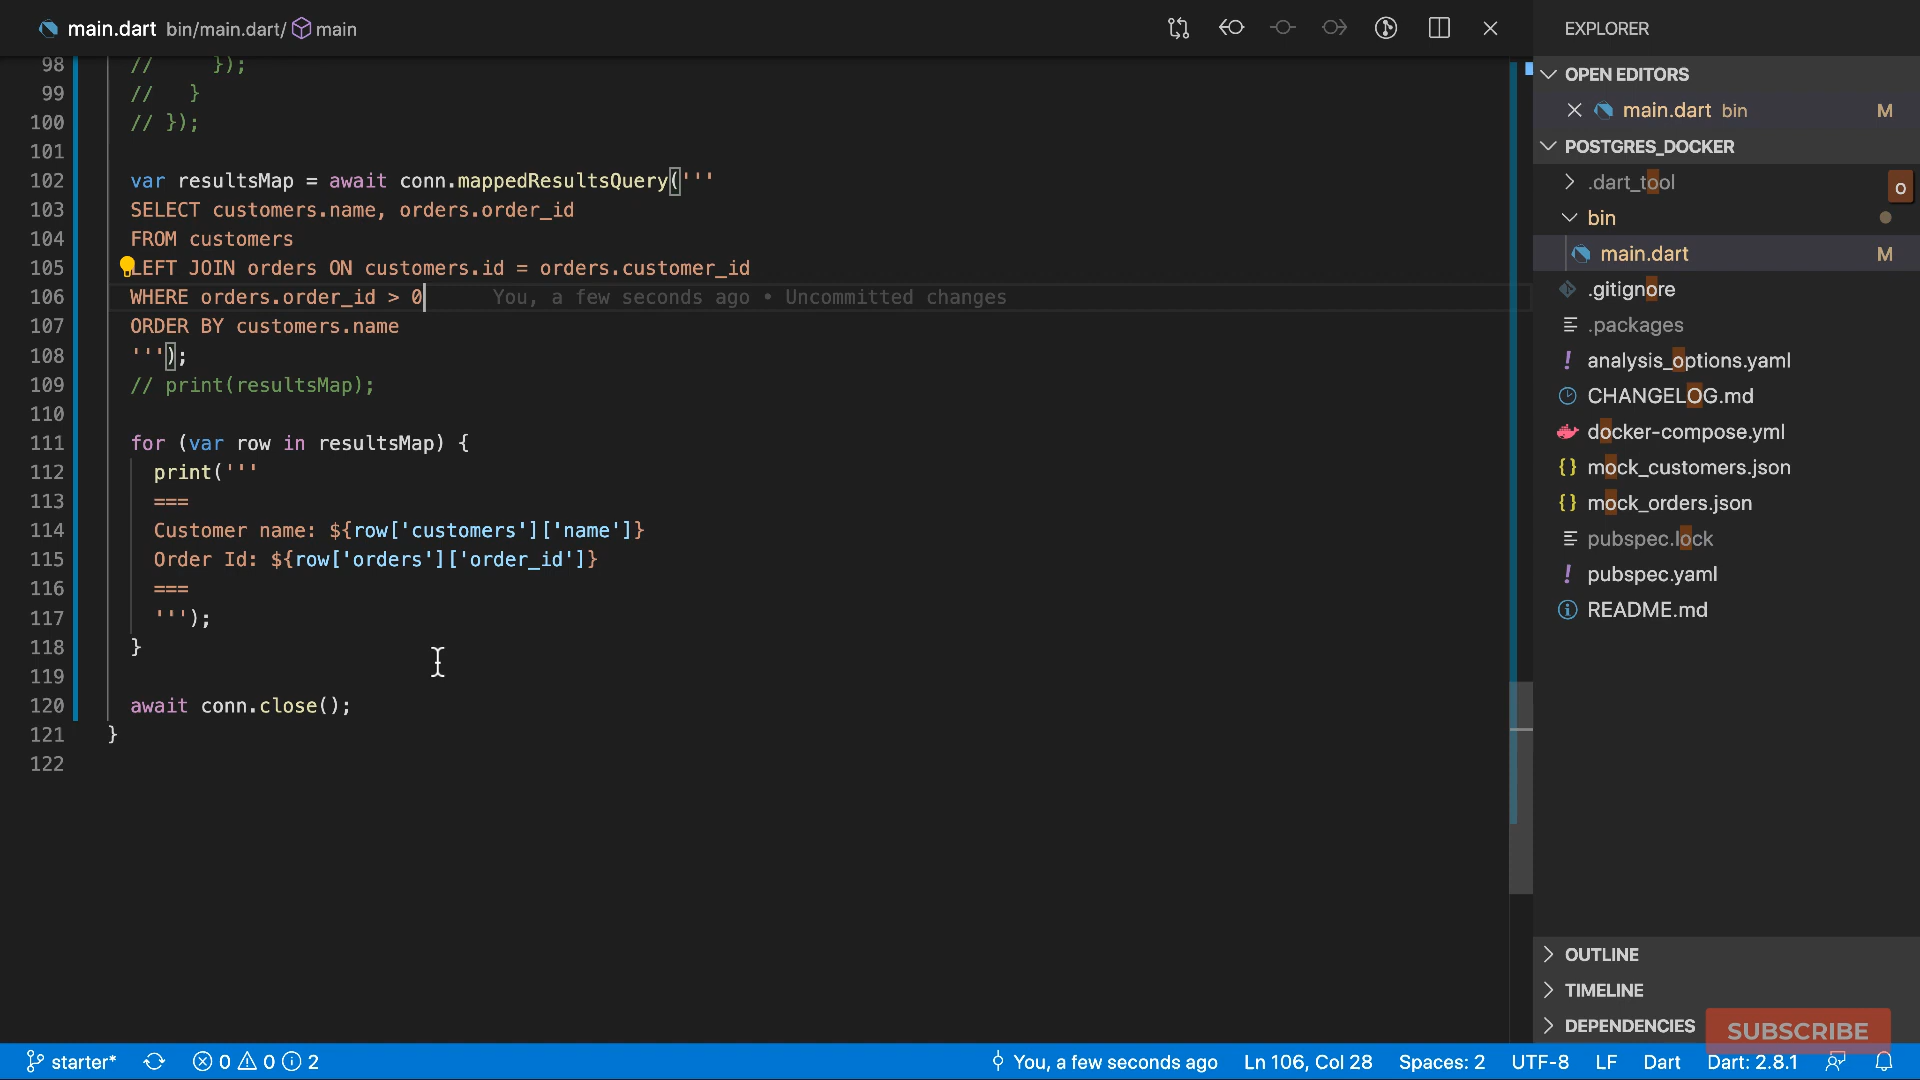 main.dart bin/main.dart/ main
98 // });
99 // }
100 // });
101
102 var resultsMap = await conn.mappedResultsQuery('''
103 SELECT customers.name, orders.order_id
104 FROM customers
105 LEFT JOIN orders ON customers.id = orders.customer_id
106 WHERE orders.order_id > 0 You, a few seconds ago • Uncommitted changes
107 ORDER BY customers.name
108 ''');
109 // print(resultsMap);
110
111 for (var row in resultsMap) {
112 print('''
113 ===
114 Customer name: ${row['customers']['name']}
115 Order Id: ${row['orders']['order_id']}
116 ===
117 ''');
118 }
119
120 await conn.close();
121 }
122
EXPLORER
OPEN EDITORS
main.dart bin M
POSTGRES_DOCKER
.dart_tool
o
bin
main.dart M
.gitignore
.packages
! analysis_options.yaml
CHANGELOG.md
docker-compose.yml
{} mock_customers.json
{} mock_orders.json
pubspec.lock
! pubspec.yaml
README.md
OUTLINE
TIMELINE
DEPENDENCIES
SUBSCRIBE
starter* 0 0 2 You, a few seconds ago Ln 106, Col 28 Spaces: 2 UTF-8 LF Dart Dart: 2.8.1